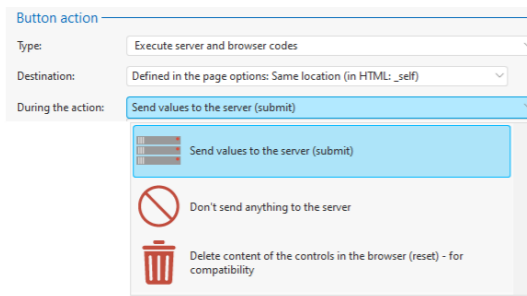 Button action
Type: Execute server and browser codes
Destination: Defined in the page options: Same location (in HTML: _self)
During the action: Send values to the server (submit)
Send values to the server (submit)
Don't send anything to the server
Delete content of the controls in the browser (reset) - for
compatibility